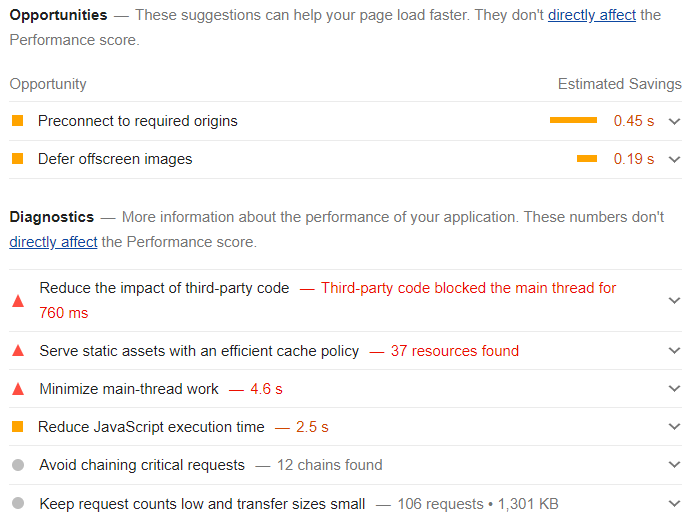 Opportunities — These suggestions can help your page load faster. They don't directly affect the
Performance score.
Opportunity Estimated Savings
Preconnect to required origins 0.45 s
Defer offscreen images 0.19 s
Diagnostics — More information about the performance of your application. These numbers don't
directly affect the Performance score.
Reduce the impact of third-party code — Third-party code blocked the main thread for
760 ms
Serve static assets with an efficient cache policy — 37 resources found
Minimize main-thread work — 4.6 s
Reduce JavaScript execution time — 2.5 s
Avoid chaining critical requests — 12 chains found
Keep request counts low and transfer sizes small — 106 requests • 1,301 KB